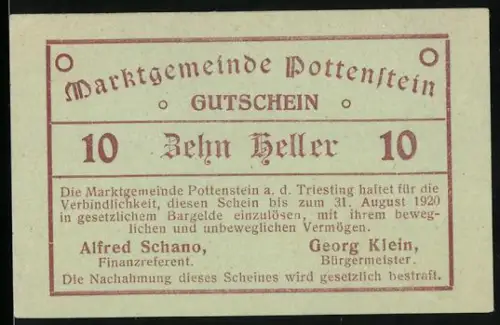 Marktgemeinde Pottenstein
GUTSCHEIN
10 Zehn Heller 10
Die Marktgemeinde Pottenstein a. d. Triesting haftet für die
Verbindlichkeit, diesen Schein bis zum 31. August 1920
in gesetzlichem Bargelde einzulösen, mit ihrem beweg-
lichen und unbeweglichen Vermögen.
Alfred Schano, Georg Klein,
Finanzreferent. Bürgermeister.
Die Nachahmung dieses Scheines wird gesetzlich bestraft.